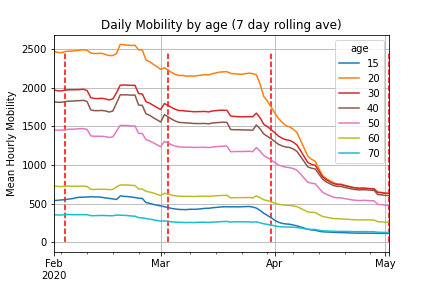 Daily Mobility by age (7 day rolling ave)
Mean Hourly Mobility
2500
2000
1500
1000
500
0
age
15
20
30
40
50
60
70
Feb
2020
Mar
Apr
May